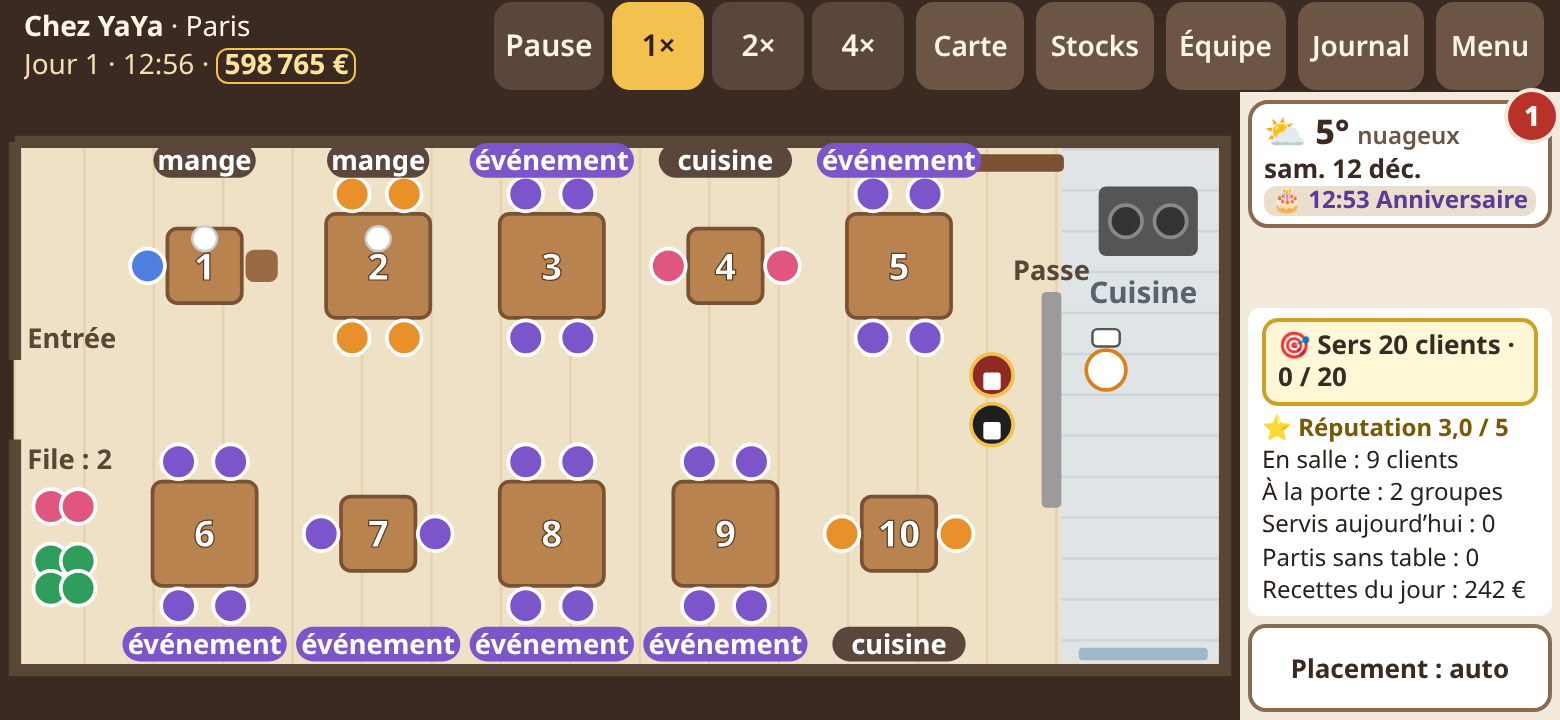 Chez YaYa · Paris
Jour 1 · 12:56 · 598 765 €
Pause
1×
2×
4×
Carte
Stocks
Équipe
Journal
Menu
1
5° nuageux
sam. 12 déc.
12:53 Anniversaire
mange
mange
événement
cuisine
événement
1
2
3
4
5
Passe
Cuisine
Entrée
File : 2
6
7
8
9
10
événement
événement
événement
événement
cuisine
Sers 20 clients ·
0 / 20
Réputation 3,0 / 5
En salle : 9 clients
À la porte : 2 groupes
Servis aujourd’hui : 0
Partis sans table : 0
Recettes du jour : 242 €
Placement : auto